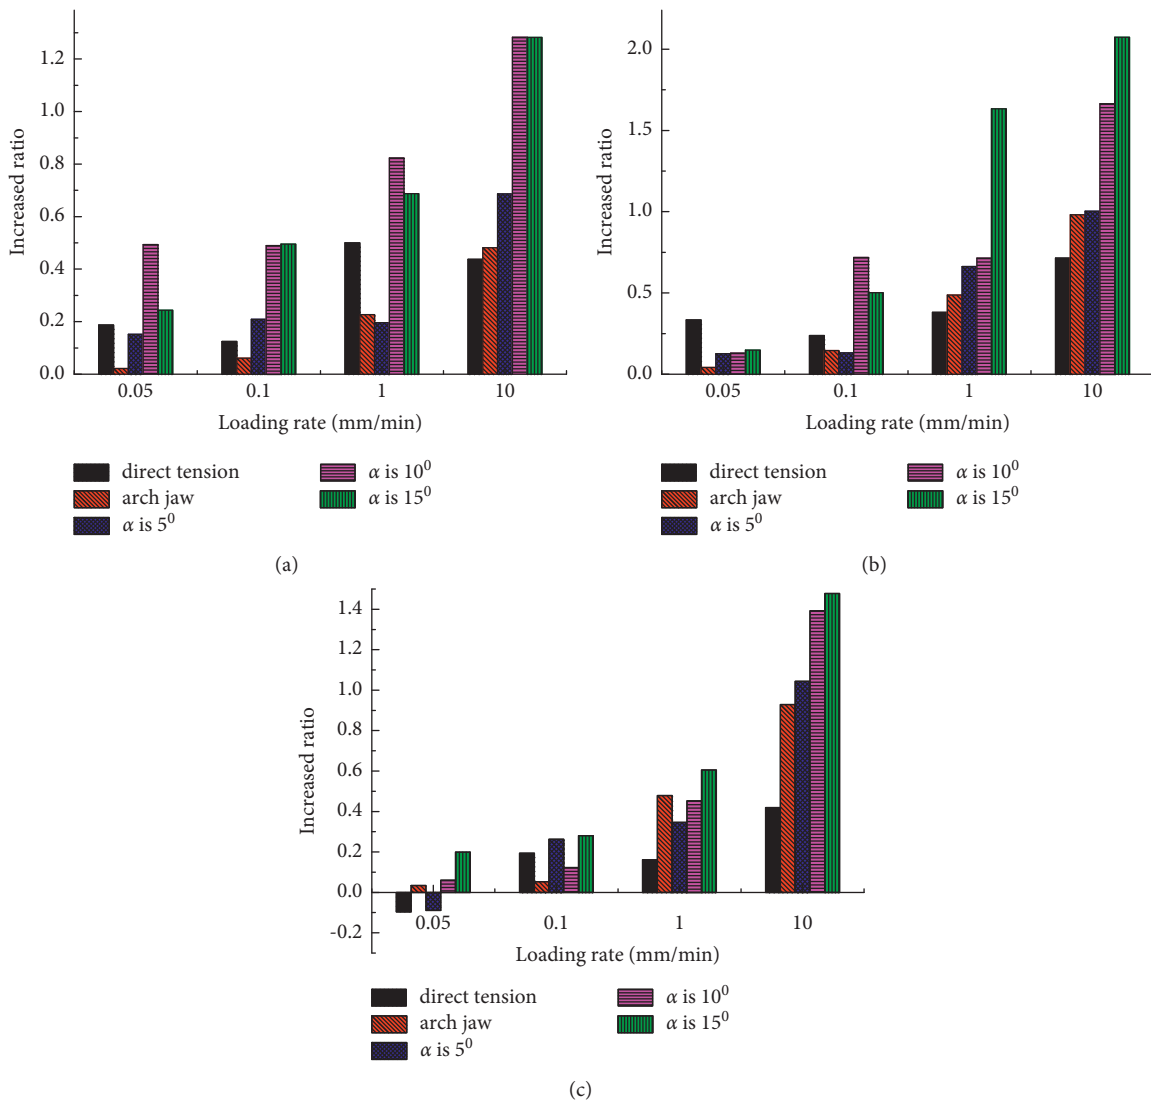 Increased ratio
1.2
1.0
0.8
0.6
0.4
0.2
0.0
0.05 0.1 1 10
Loading rate (mm/min)
direct tension
arch jaw
α is 5⁰
α is 10⁰
α is 15⁰
(a)
Increased ratio
2.0
1.5
1.0
0.5
0.0
0.05 0.1 1 10
Loading rate (mm/min)
direct tension
arch jaw
α is 5⁰
α is 10⁰
α is 15⁰
(b)
Increased ratio
1.4
1.2
1.0
0.8
0.6
0.4
0.2
0.0
-0.2
0.05 0.1 1 10
Loading rate (mm/min)
direct tension
arch jaw
α is 5⁰
α is 10⁰
α is 15⁰
(c)